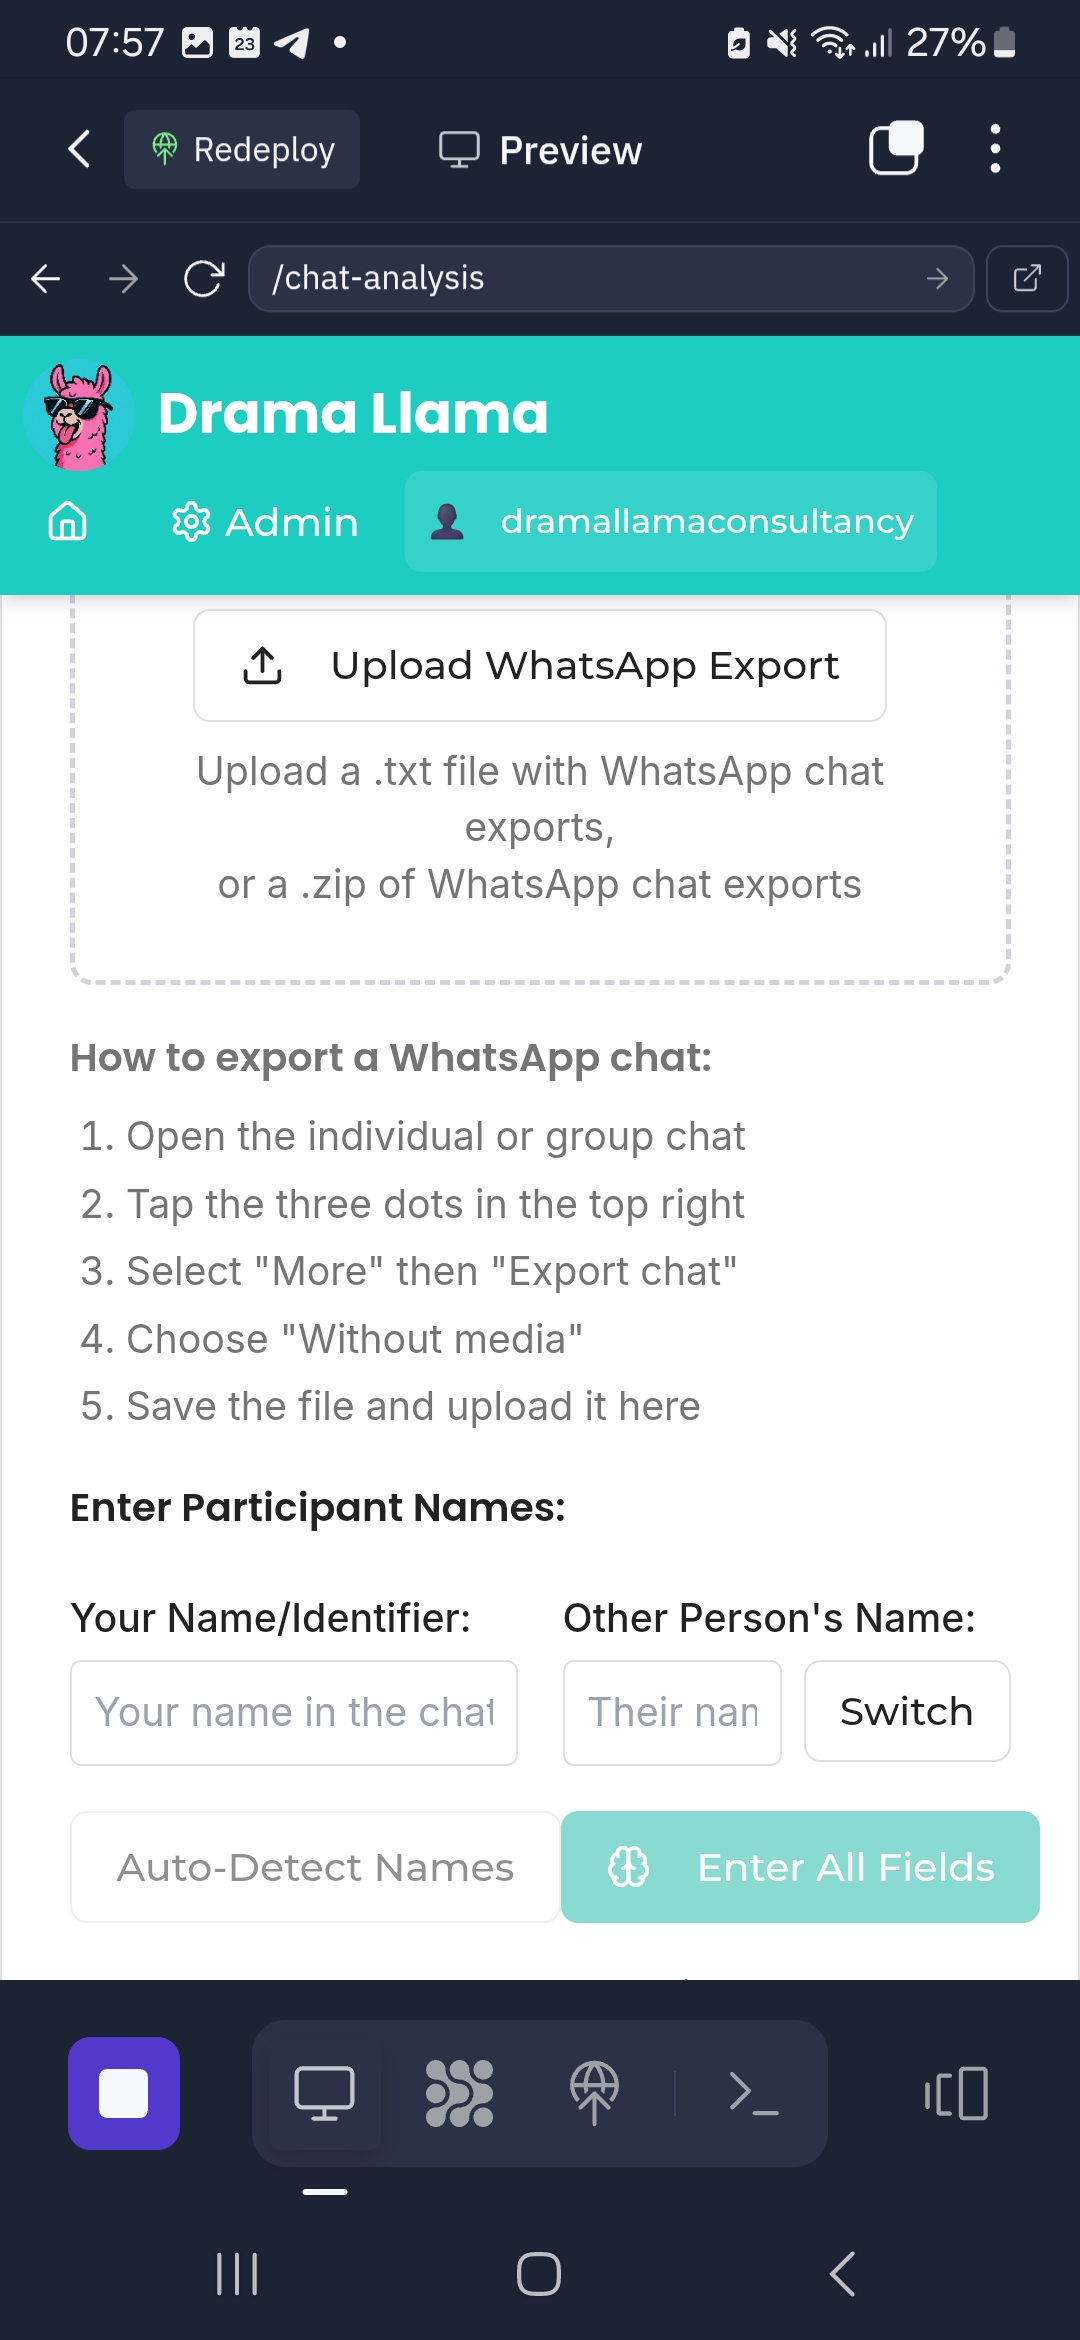 07:57
23
27%
Redeploy
Preview
/chat-analysis
Drama Llama
Admin
dramallamaconsultancy
Upload WhatsApp Export
Upload a .txt file with WhatsApp chat
exports,
or a .zip of WhatsApp chat exports
How to export a WhatsApp chat:
1. Open the individual or group chat
2. Tap the three dots in the top right
3. Select "More" then "Export chat"
4. Choose "Without media"
5. Save the file and upload it here
Enter Participant Names:
Your Name/Identifier:
Other Person's Name:
Your name in the chat
Their nam
Switch
Auto-Detect Names
Enter All Fields